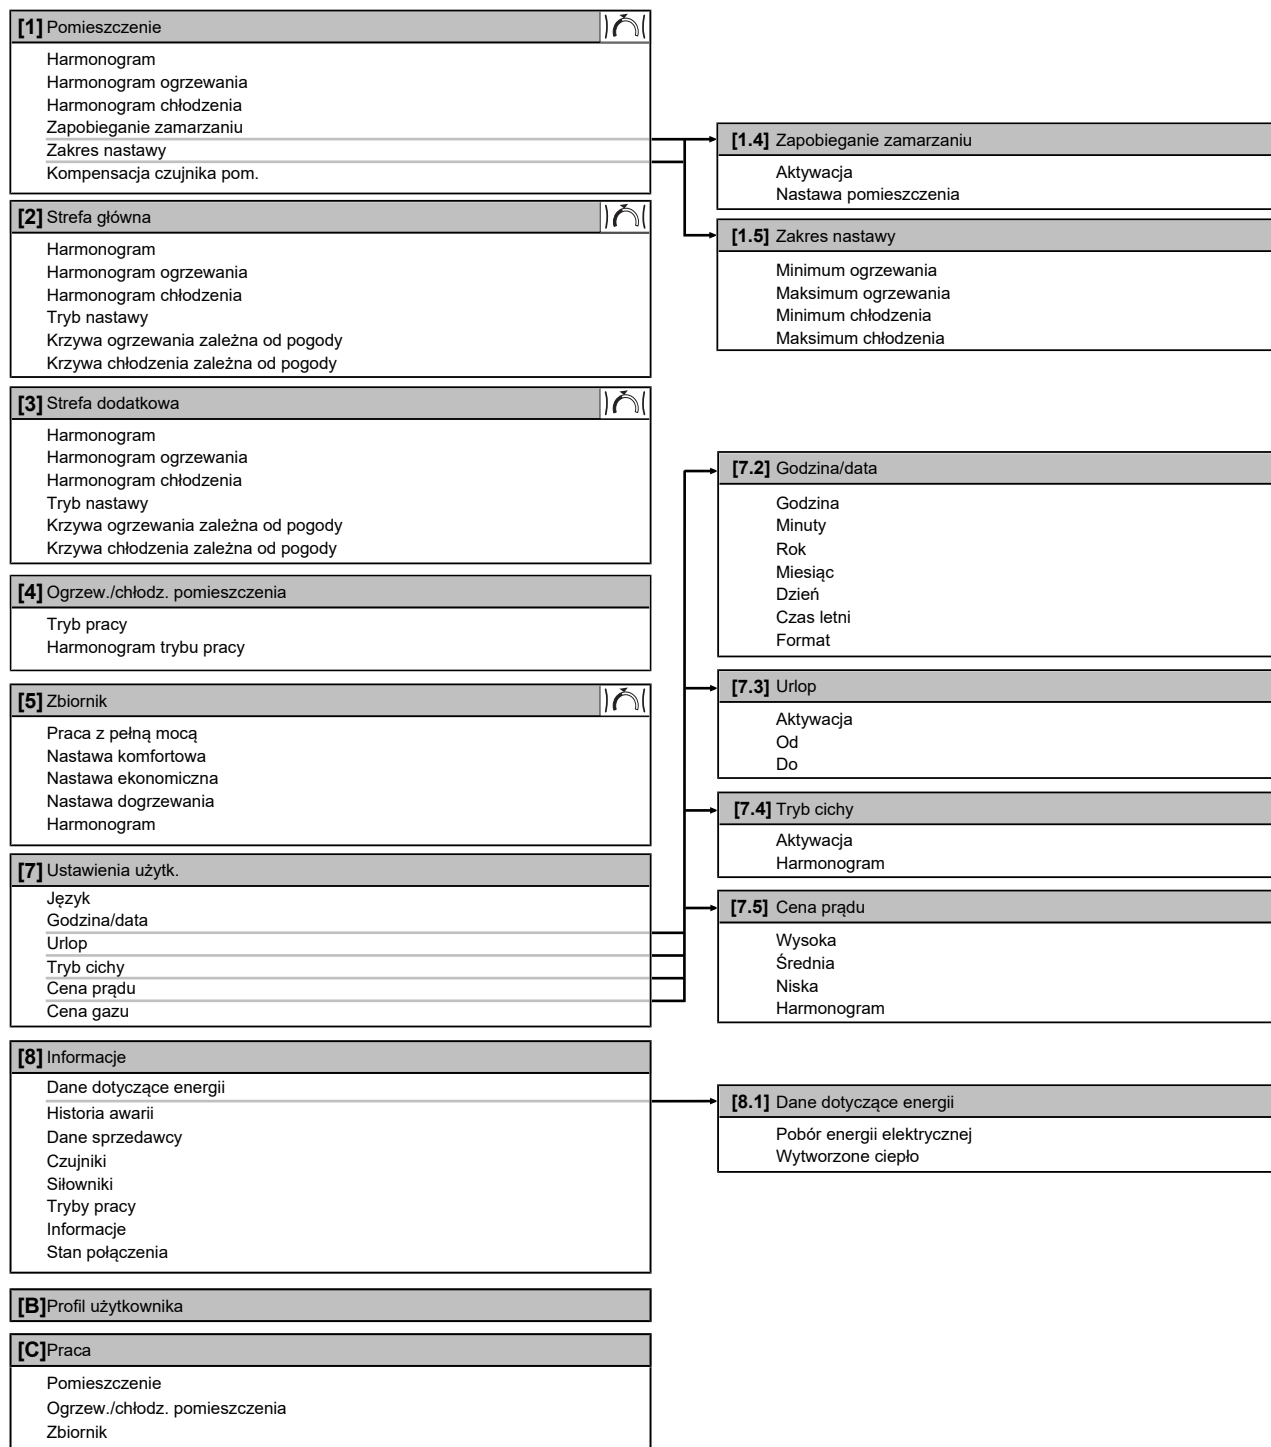 [1] Pomieszczenie
Harmonogram
Harmonogram ogrzewania
Harmonogram chłodzenia
Zapobieganie zamarzaniu
Zakres nastawy
Kompensacja czujnika pom.
[2] Strefa główna
Harmonogram
Harmonogram ogrzewania
Harmonogram chłodzenia
Tryb nastawy
Krzywa ogrzewania zależna od pogody
Krzywa chłodzenia zależna od pogody
[3] Strefa dodatkowa
Harmonogram
Harmonogram ogrzewania
Harmonogram chłodzenia
Tryb nastawy
Krzywa ogrzewania zależna od pogody
Krzywa chłodzenia zależna od pogody
[4] Ogrzew./chłodz. pomieszczenia
Tryb pracy
Harmonogram trybu pracy
[5] Zbiornik
Praca z pełną mocą
Nastawa komfortowa
Nastawa ekonomiczna
Nastawa dogrzewania
Harmonogram
[7] Ustawienia użytk.
Język
Godzina/data
Urlop
Tryb cichy
Cena prądu
Cena gazu
[8] Informacje
Dane dotyczące energii
Historia awarii
Dane sprzedawcy
Czujniki
Siłowniki
Tryby pracy
Informacje
Stan połączenia
[B] Profil użytkownika
[C] Praca
Pomieszczenie
Ogrzew./chłodz. pomieszczenia
Zbiornik
[1.4] Zapobieganie zamarzaniu
Aktywacja
Nastawa pomieszczenia
[1.5] Zakres nastawy
Minimum ogrzewania
Maksimum ogrzewania
Minimum chłodzenia
Maksimum chłodzenia
[7.2] Godzina/data
Godzina
Minuty
Rok
Miesiąc
Dzień
Czas letni
Format
[7.3] Urlop
Aktywacja
Od
Do
[7.4] Tryb cichy
Aktywacja
Harmonogram
[7.5] Cena prądu
Wysoka
Średnia
Niska
Harmonogram
[8.1] Dane dotyczące energii
Pobór energii elektrycznej
Wytworzone ciepło